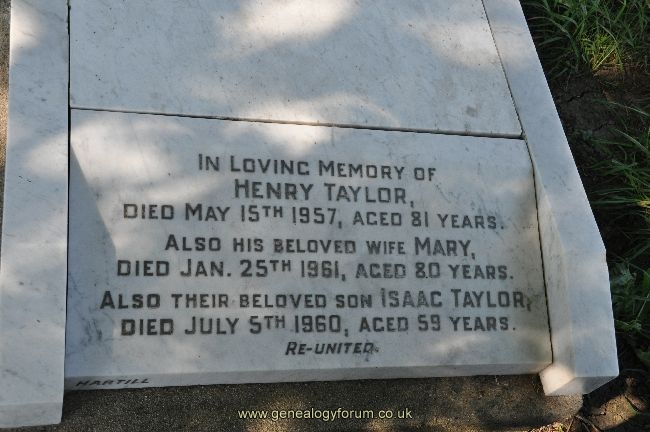 IN LOVING MEMORY OF
HENRY TAYLOR,
DIED MAY 15TH 1957, AGED 81 YEARS.
ALSO HIS BELOVED WIFE MARY,
DIED JAN. 25TH 1961, AGED 80 YEARS.
ALSO THEIR BELOVED SON ISAAC TAYLOR,
DIED JULY 5TH 1960, AGED 59 YEARS.
RE-UNITED.
HARTILL
www.genealogyforum.co.uk